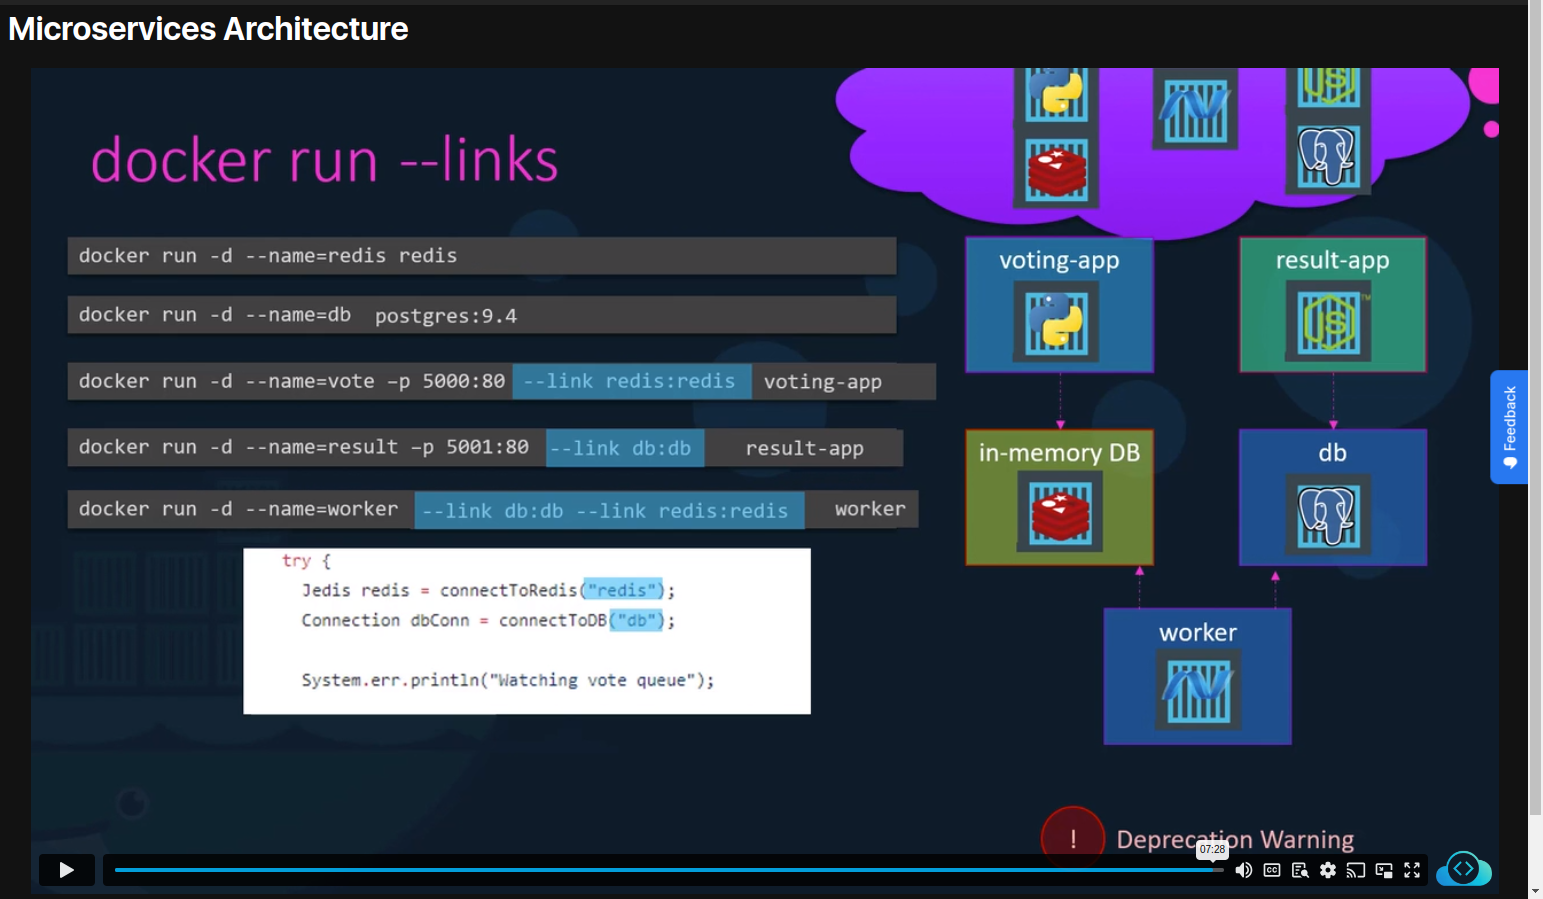 Microservices Architecture
docker run --links
docker run -d --name=redis redis
docker run -d --name=db postgres:9.4
docker run -d --name=vote –p 5000:80 --link redis:redis voting-app
docker run -d --name=result –p 5001:80 --link db:db result-app
docker run -d --name=worker --link db:db --link redis:redis worker
try {
Jedis redis = connectToRedis("redis");
Connection dbConn = connectToDB("db");
System.err.println("Watching vote queue");
JS
voting-app
result-app
JS
TM
in-memory DB
db
worker
! Deprecation Warning
07:28
CC
Feedback